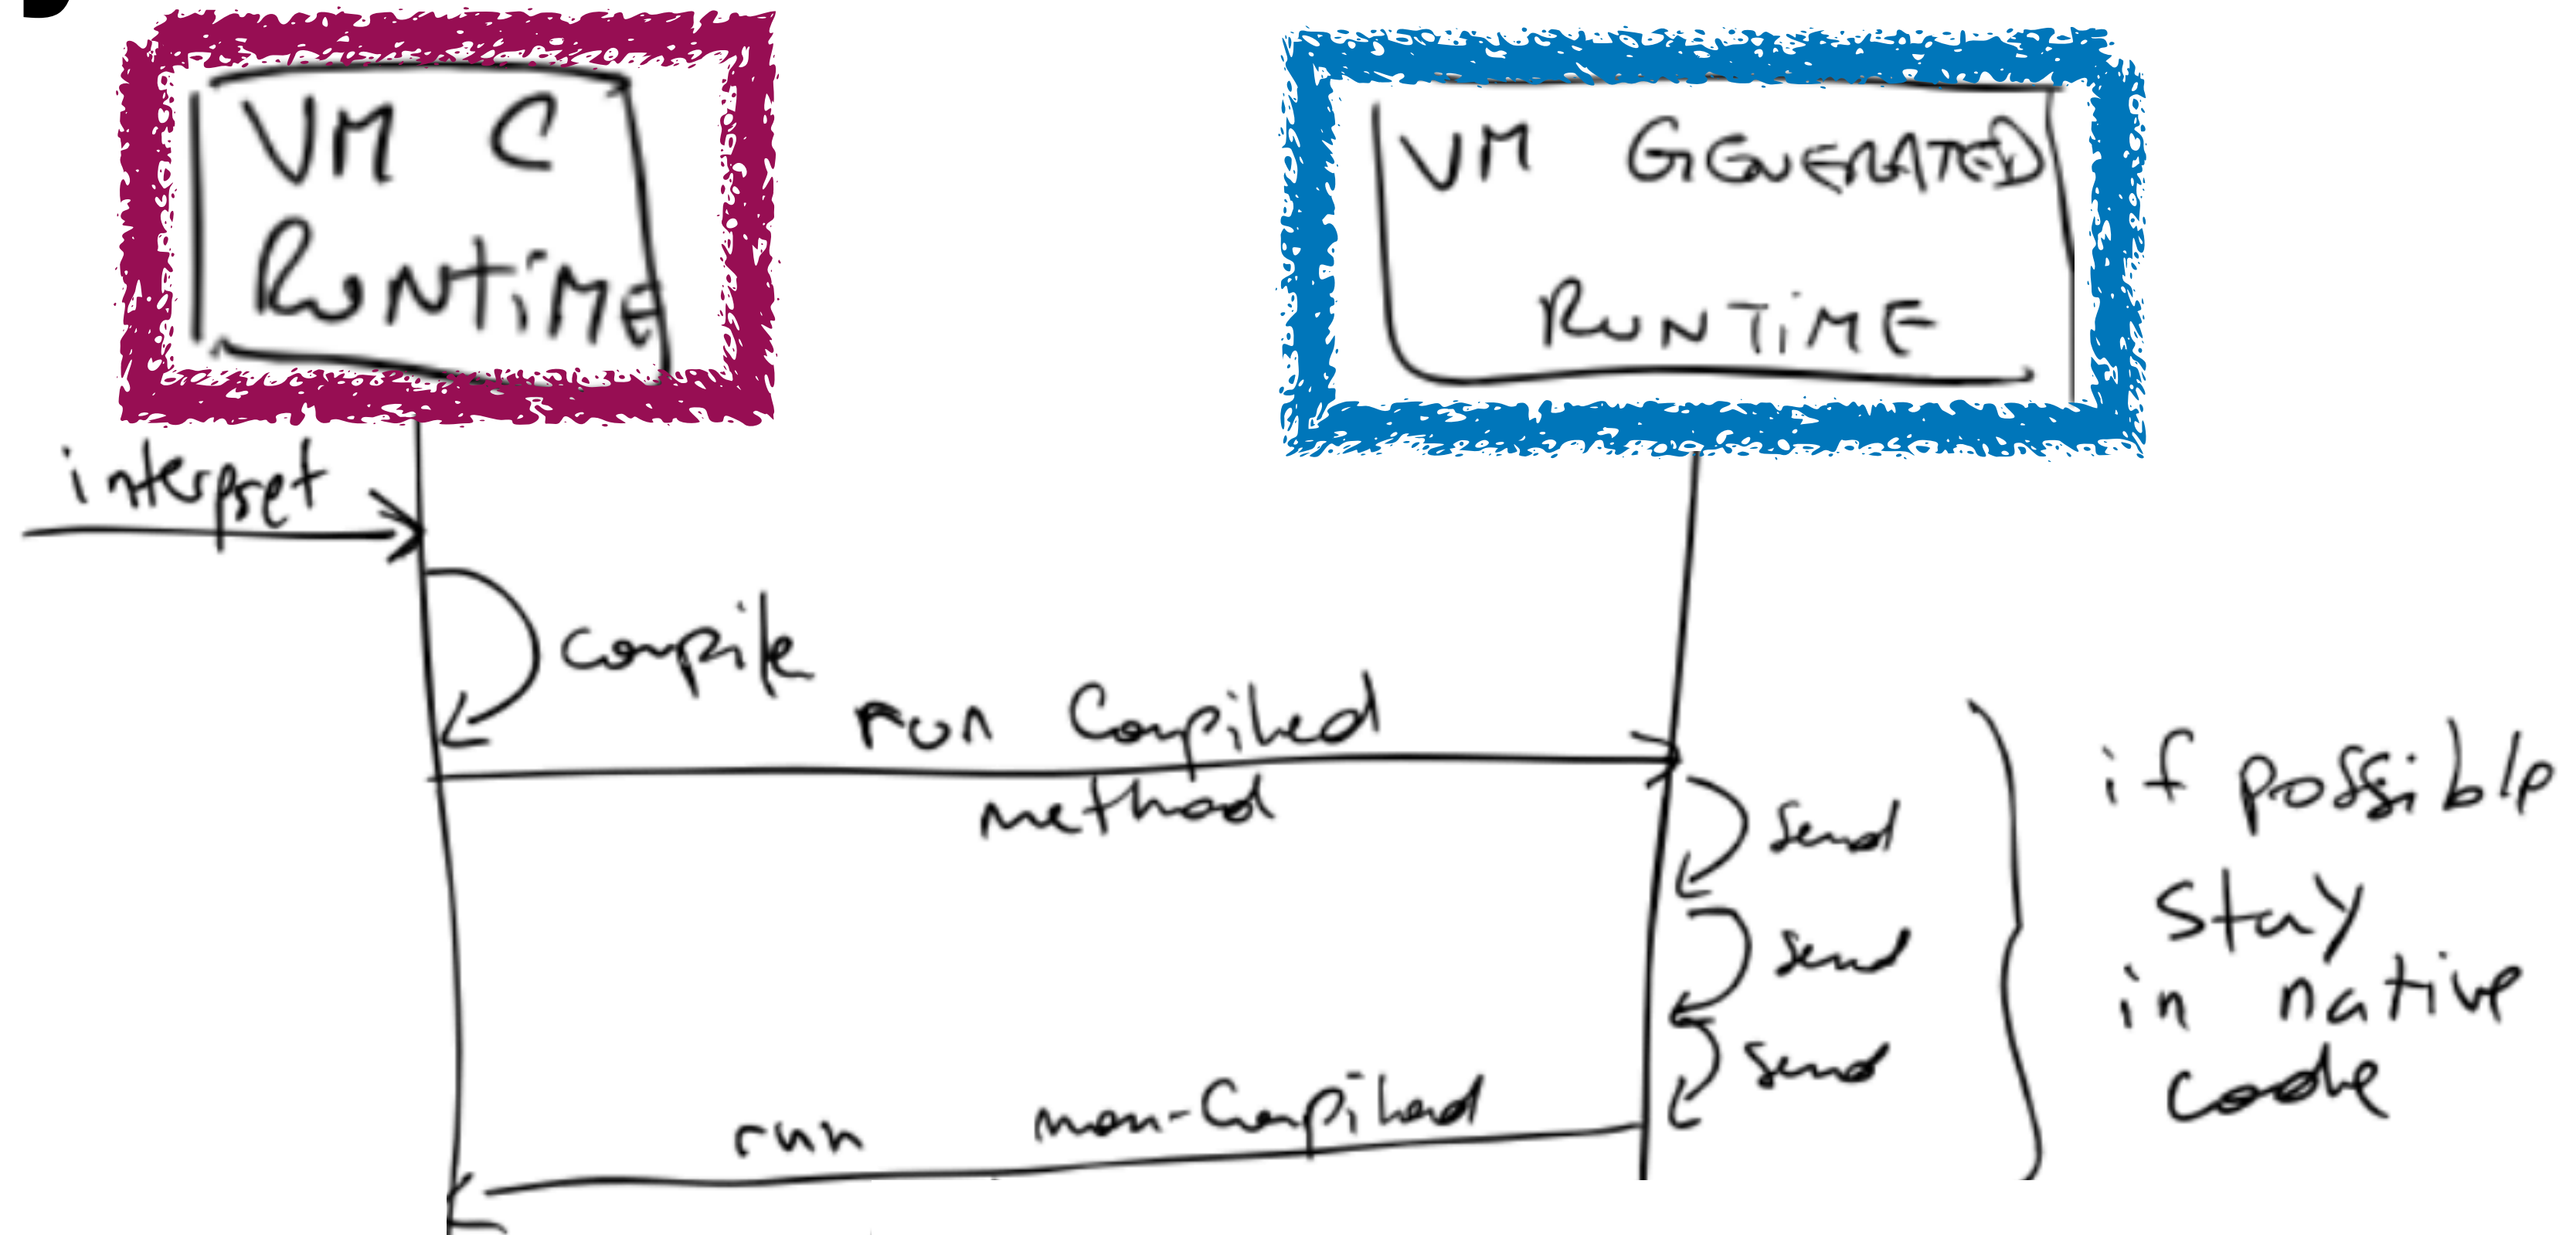 VM C
RUNTiME
VM GENERATED
RUNTiME
interpret
compile
run Compiled
method
send
send
send
if possible
stay
in native
code
run non-Compiled